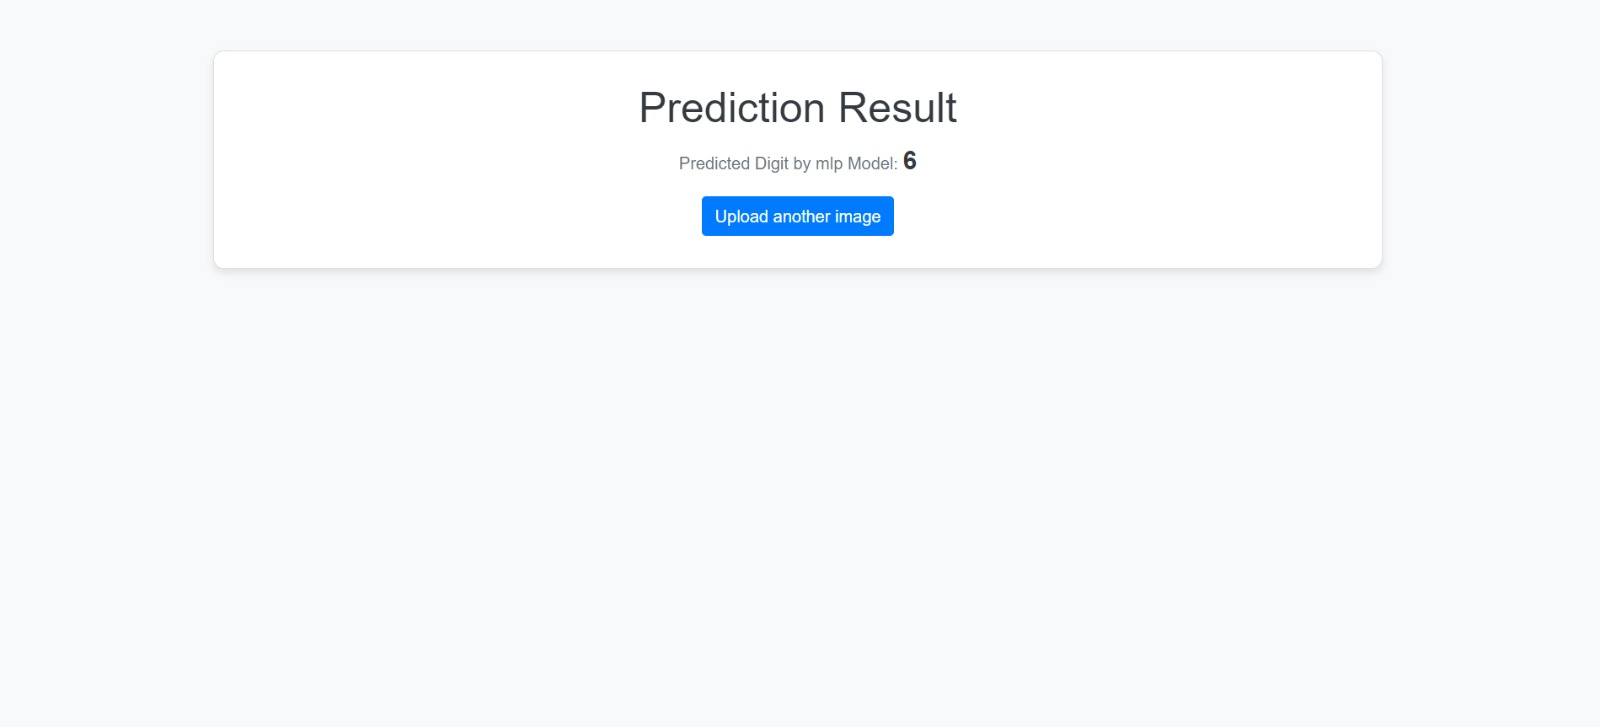 Prediction Result
Predicted Digit by mlp Model: 6
Upload another image